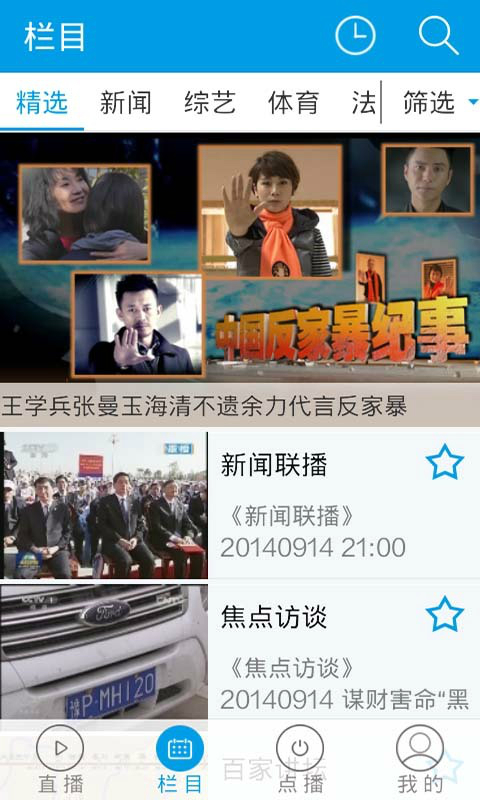 栏目
精选 新闻 综艺 体育 法 筛选
中国反家暴纪事
王学兵张曼玉海清不遗余力代言反家暴
重播
新闻联播
《新闻联播》
20140914 21:00
CCTV 1
Ford
豫P·MH120
焦点访谈
《焦点访谈》
20140914 谋财害命“黑
百家讲坛
直播 栏目 点播 我的